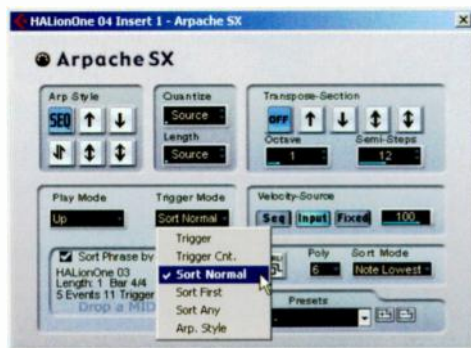 HALionOne 04 Insert 1 - Arpache SX
Arpache SX
Arp Style
SEQ
Quantize
Source
Length
Source
Transpose-Section
OFF
Octave
Semi-Steps
1
12
Play Mode
Up
Trigger Mode
Sort Normal
Trigger
Trigger Cnt.
Sort Normal
Sort First
Sort Any
Arp. Style
Velocity-Source
Seq
Input
Fixed
100
Sort Phrase by
HALionOne 03
Length: 1 Bar 4/4
5 Events 11 Trigger
Drop a MID
Poly
6
Sort Mode
Note Lowest
Presets